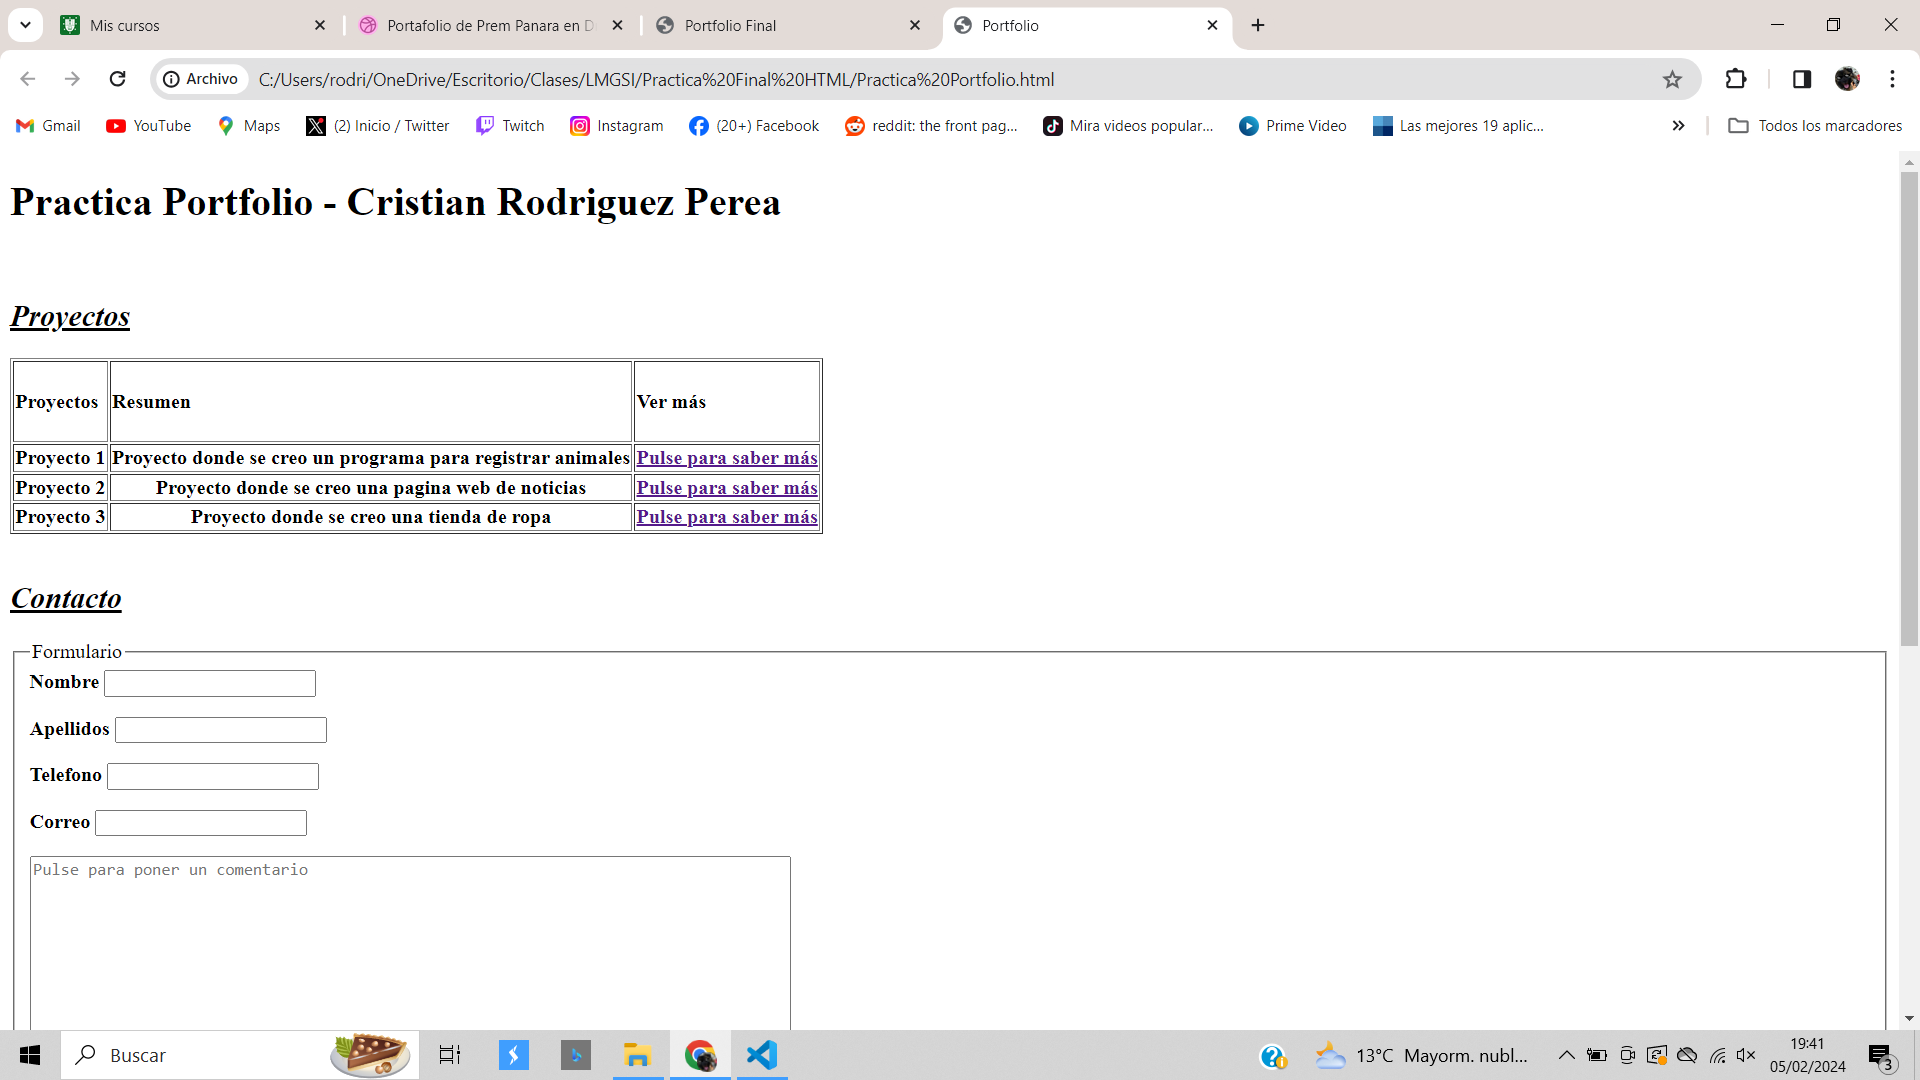 Mis cursos
Portafolio de Prem Panara en D
Portfolio Final
Portfolio
Archivo C:/Users/rodri/OneDrive/Escritorio/Clases/LMGSI/Practica%20Final%20HTML/Practica%20Portfolio.html
Gmail YouTube Maps (2) Inicio / Twitter Twitch Instagram (20+) Facebook reddit: the front pag... Mira videos popular... Prime Video Las mejores 19 aplic... Todos los marcadores
Practica Portfolio - Cristian Rodriguez Perea
Proyectos
Proyectos Resumen Ver más
Proyecto 1 Proyecto donde se creo un programa para registrar animales Pulse para saber más
Proyecto 2 Proyecto donde se creo una pagina web de noticias Pulse para saber más
Proyecto 3 Proyecto donde se creo una tienda de ropa Pulse para saber más
Contacto
Formulario
Nombre
Apellidos
Telefono
Correo
Pulse para poner un comentario
Buscar
13°C Mayorm. nubl...
19:41
05/02/2024
3